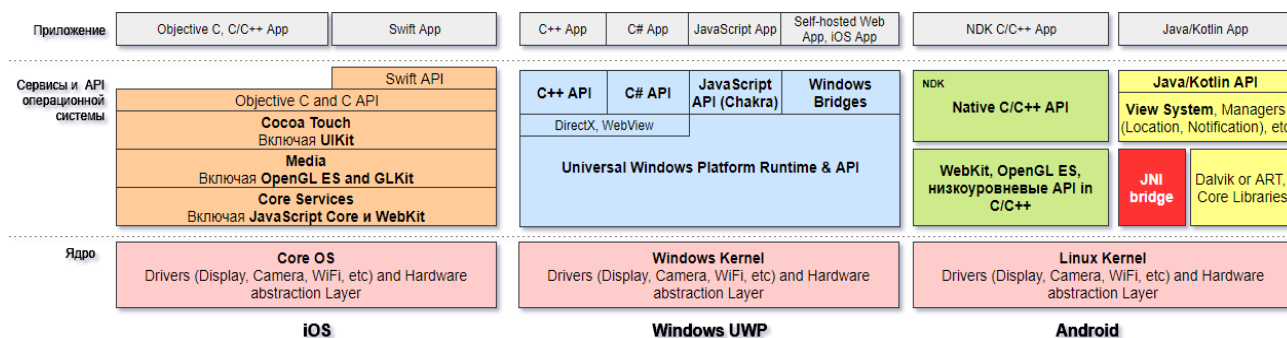 Приложение
Objective C, C/C++ App
Swift App
C++ App
C# App
JavaScript App
Self-hosted Web
App, iOS App
NDK C/C++ App
Java/Kotlin App
Сервисы и API
операционной
системы
Swift API
Objective C and C API
Cocoa Touch
Включая UIKit
Media
Включая OpenGL ES and GLKit
Core Services
Включая JavaScript Core и WebKit
C++ API
C# API
JavaScript
API (Chakra)
Windows
Bridges
DirectX, WebView
Universal Windows Platform Runtime & API
NDK
Native C/C++ API
WebKit, OpenGL ES,
низкоуровневые API in
C/C++
Java/Kotlin API
View System, Managers
(Location, Notification), etc
JNI
bridge
Dalvik or ART,
Core Libraries
Ядро
Core OS
Drivers (Display, Camera, WiFi, etc) and Hardware
abstraction Layer
Windows Kernel
Drivers (Display, Camera, WiFi, etc) and Hardware
abstraction Layer
Linux Kernel
Drivers (Display, Camera, WiFi, etc) and Hardware
abstraction Layer
iOS
Windows UWP
Android